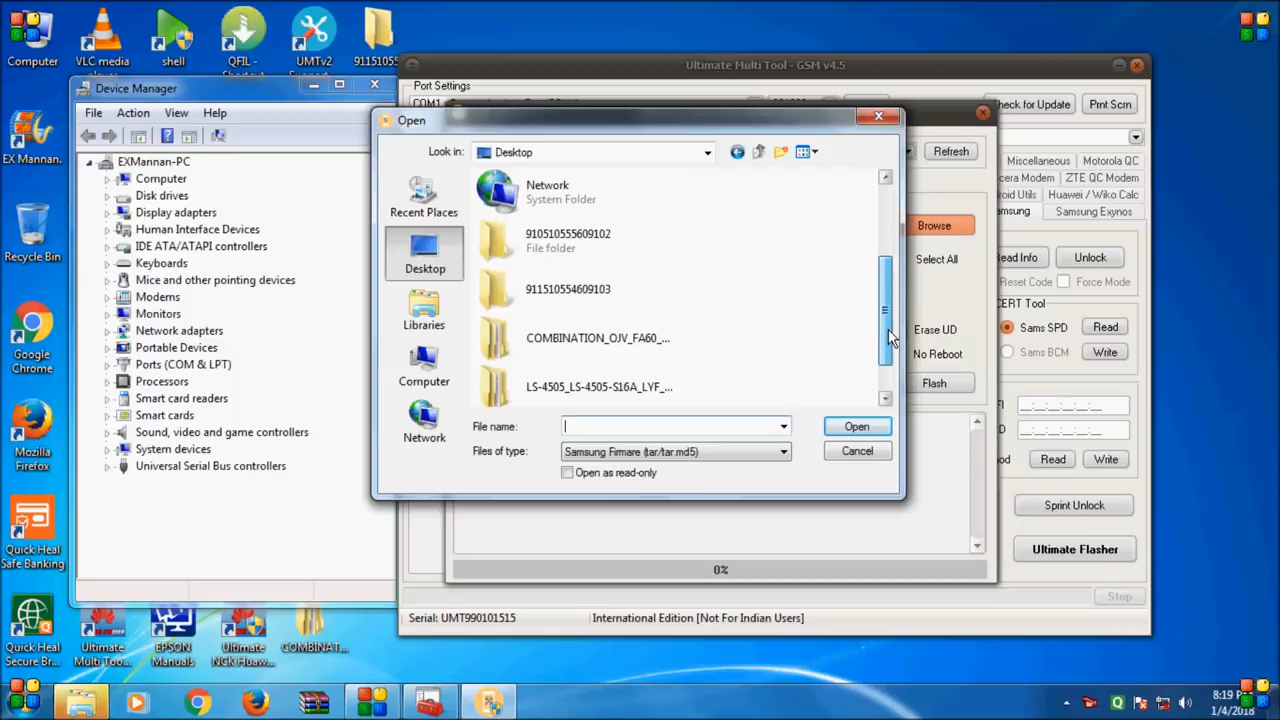 Computer
VLC media player
shell
QFIL - Shortcut
UMTv2
91151055
Ultimate Multi Tool - GSM v4.5
Port Settings
COM1
Check for Update
Prnt Scrn
Device Manager
File Action View Help
EXMannan-PC
Computer
Disk drives
Display adapters
Human Interface Devices
IDE ATA/ATAPI controllers
Keyboards
Mice and other pointing devices
Modems
Monitors
Network adapters
Portable Devices
Ports (COM & LPT)
Processors
Smart card readers
Smart cards
Sound, video and game controllers
System devices
Universal Serial Bus controllers
Open
Look in: Desktop
Recent Places
Desktop
Libraries
Computer
Network
Network
System Folder
910510555609102
File folder
911510554609103
COMBINATION_OJV_FA60_...
LS-4505_LS-4505-S16A_LYF_...
File name:
Open
Files of type: Samsung Firmare (tar/tar.md5)
Cancel
Open as read-only
Refresh
Browse
Select All
Erase UD
No Reboot
Flash
0%
Miscellaneous Motorola QC
cera Modem ZTE QC Modem
roid Utils Huawei / Wiko Calc
msung Samsung Exynos
Read Info Unlock
Reset Code Force Mode
CERT Tool
Sams SPD Read
Sams BCM Write
Read Write
Sprint Unlock
Ultimate Flasher
Stop
Serial: UMT990101515
International Edition [Not For Indian Users]
EX Mannan.
Recycle Bin
Google Chrome
Mozilla Firefox
Quick Heal Safe Banking
Quick Heal Secure Br...
Ultimate Multi Too...
EPSON Manuals
Ultimate NCK Huaw...
COMBINAT...
8:19 PM
1/4/2018